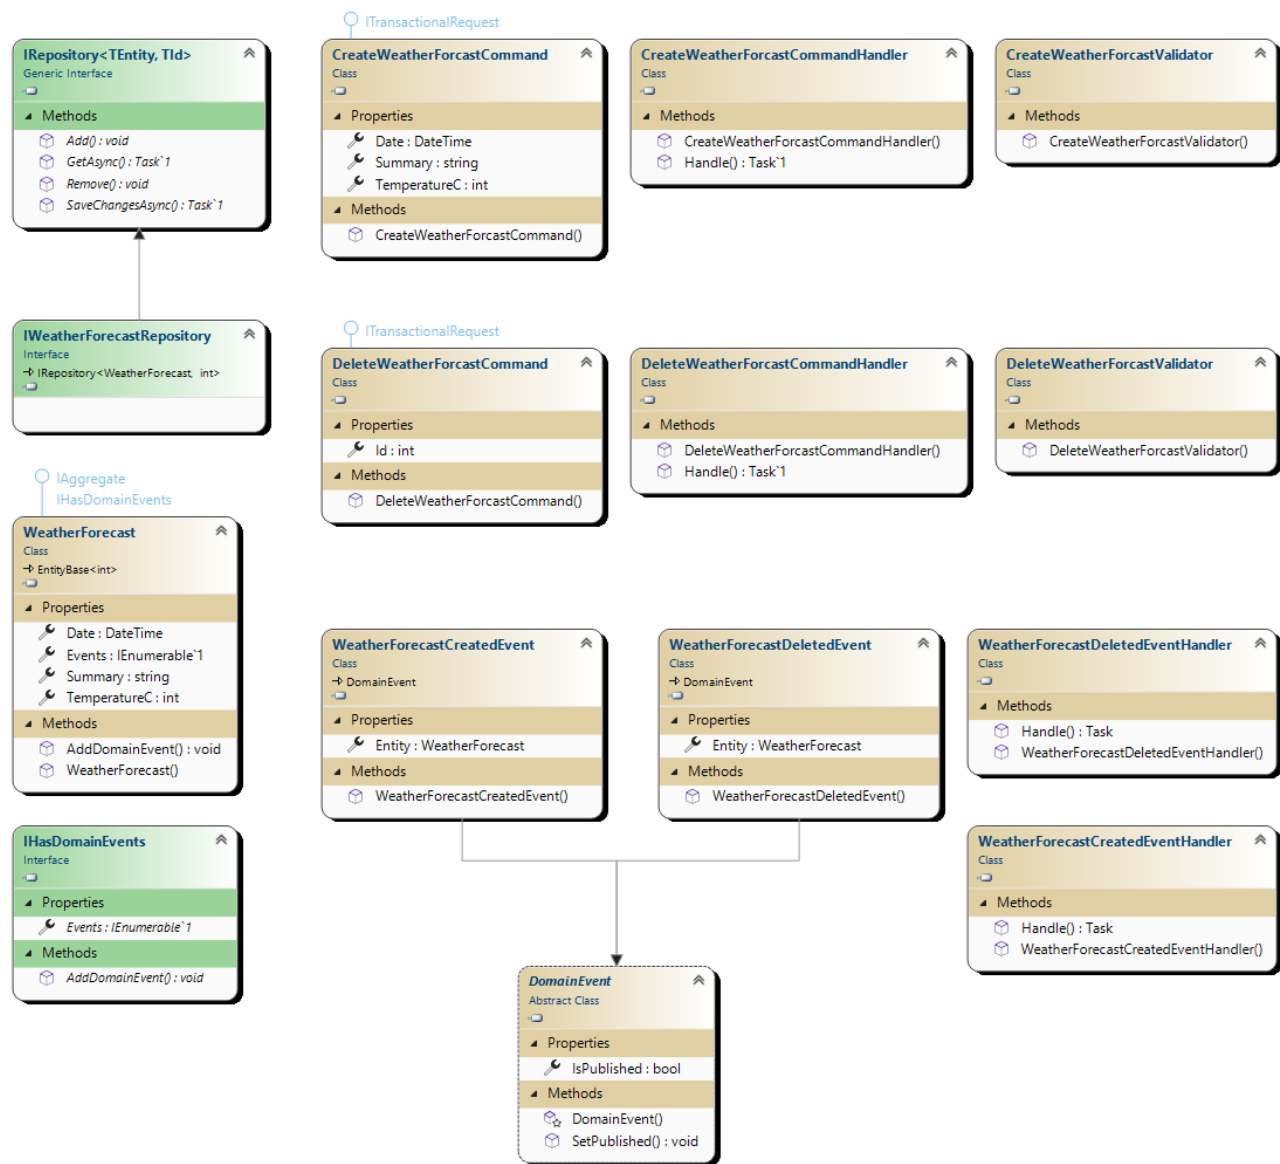 IRepository<TEntity, TId>
Generic Interface
Methods
Add() : void
GetAsync() : Task`1
Remove() : void
SaveChangesAsync() : Task`1
ITransactionalRequest
CreateWeatherForcastCommand
Class
Properties
Date : DateTime
Summary : string
TemperatureC : int
Methods
CreateWeatherForcastCommand()
CreateWeatherForcastCommandHandler
Class
Methods
CreateWeatherForcastCommandHandler()
Handle() : Task`1
CreateWeatherForcastValidator
Class
Methods
CreateWeatherForcastValidator()
IWeatherForecastRepository
Interface
IRepository<WeatherForecast, int>
ITransactionalRequest
DeleteWeatherForcastCommand
Class
Properties
Id : int
Methods
DeleteWeatherForcastCommand()
DeleteWeatherForcastCommandHandler
Class
Methods
DeleteWeatherForcastCommandHandler()
Handle() : Task`1
DeleteWeatherForcastValidator
Class
Methods
DeleteWeatherForcastValidator()
IAggregate
IHasDomainEvents
WeatherForecast
Class
EntityBase<int>
Properties
Date : DateTime
Events : IEnumerable`1
Summary : string
TemperatureC : int
Methods
AddDomainEvent() : void
WeatherForecast()
WeatherForecastCreatedEvent
Class
DomainEvent
Properties
Entity : WeatherForecast
Methods
WeatherForecastCreatedEvent()
WeatherForecastDeletedEvent
Class
DomainEvent
Properties
Entity : WeatherForecast
Methods
WeatherForecastDeletedEvent()
WeatherForecastDeletedEventHandler
Class
Methods
Handle() : Task
WeatherForecastDeletedEventHandler()
IHasDomainEvents
Interface
Properties
Events : IEnumerable`1
Methods
AddDomainEvent() : void
WeatherForecastCreatedEventHandler
Class
Methods
Handle() : Task
WeatherForecastCreatedEventHandler()
DomainEvent
Abstract Class
Properties
IsPublished : bool
Methods
DomainEvent()
SetPublished() : void